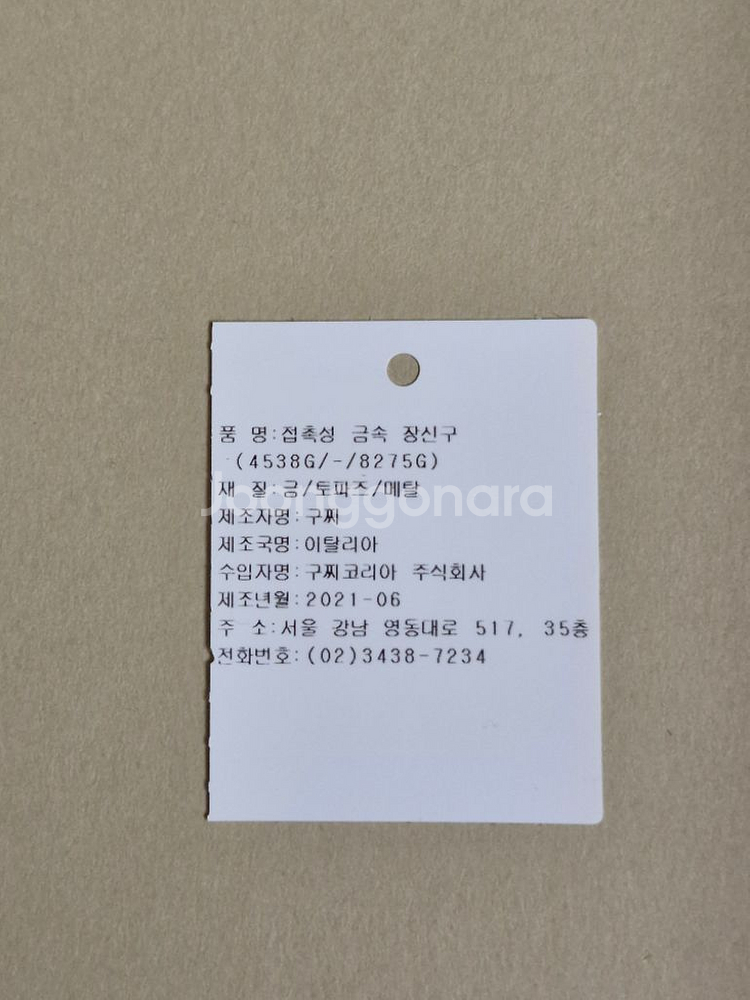 품 명:접촉성 금속 장신구
(4538G/-/8275G)
재 질:금/토파즈/메탈
Joonggonara
제조자명:구찌
제조국명:이탈리아
수입자명:구찌코리아 주식회사
제조년월:2021-06
주 소:서울 강남 영동대로 517, 35층
전화번호:(02)3438-7234